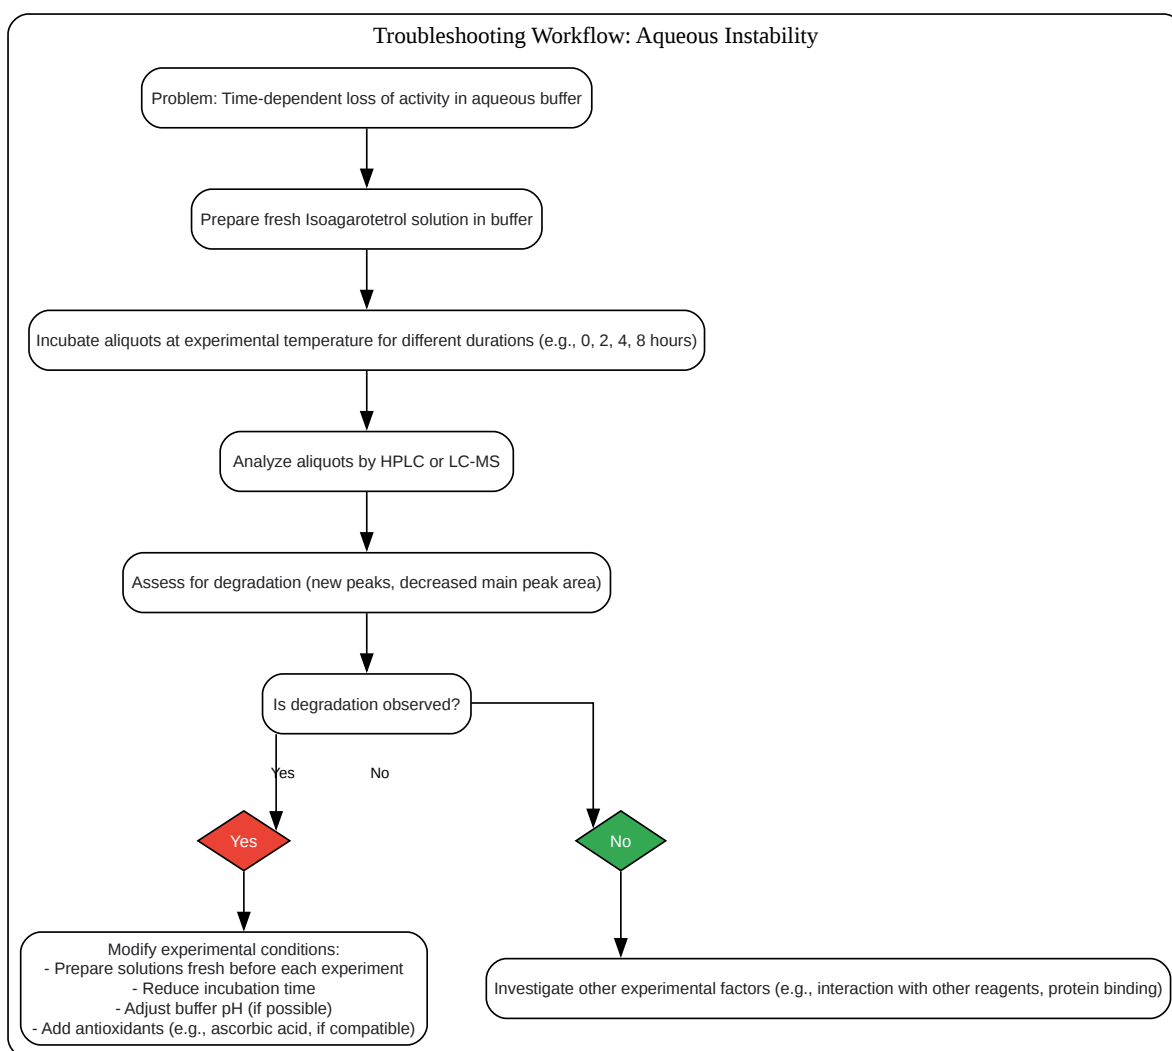 Troubleshooting Workflow: Aqueous Instability
Problem: Time-dependent loss of activity in aqueous buffer
Prepare fresh Isoagarotetrol solution in buffer
Incubate aliquots at experimental temperature for different durations (e.g., 0, 2, 4, 8 hours)
Analyze aliquots by HPLC or LC-MS
Assess for degradation (new peaks, decreased main peak area)
Is degradation observed?
Yes
No
Yes
No
Modify experimental conditions:
- Prepare solutions fresh before each experiment
- Reduce incubation time
- Adjust buffer pH (if possible)
- Add antioxidants (e.g., ascorbic acid, if compatible)
Investigate other experimental factors (e.g., interaction with other reagents, protein binding)